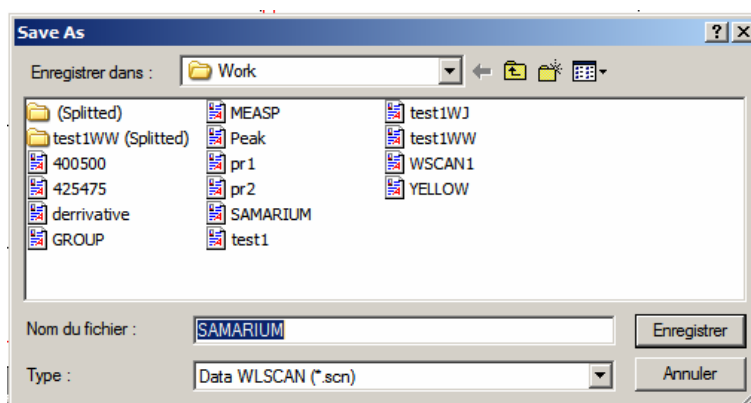 Save As
Enregistrer dans : Work
(Splitted) MEASP test1WJ
test1WW (Splitted) Peak test1WW
400500 pr1 WSCAN1
425475 pr2 YELLOW
derrivative SAMARIUM
GROUP test1
Nom du fichier : SAMARIUM Enregistrer
Type : Data WLSCAN (*.scn) Annuler